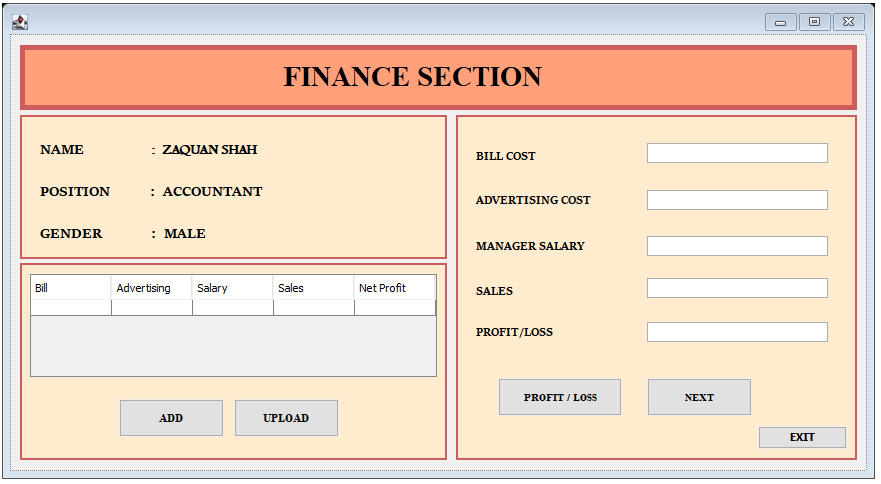 FINANCE SECTION
NAME : ZAQUAN SHAH
POSITION : ACCOUNTANT
GENDER : MALE
Bill Advertising Salary Sales Net Profit
ADD UPLOAD
BILL COST
ADVERTISING COST
MANAGER SALARY
SALES
PROFIT/LOSS
PROFIT / LOSS NEXT
EXIT